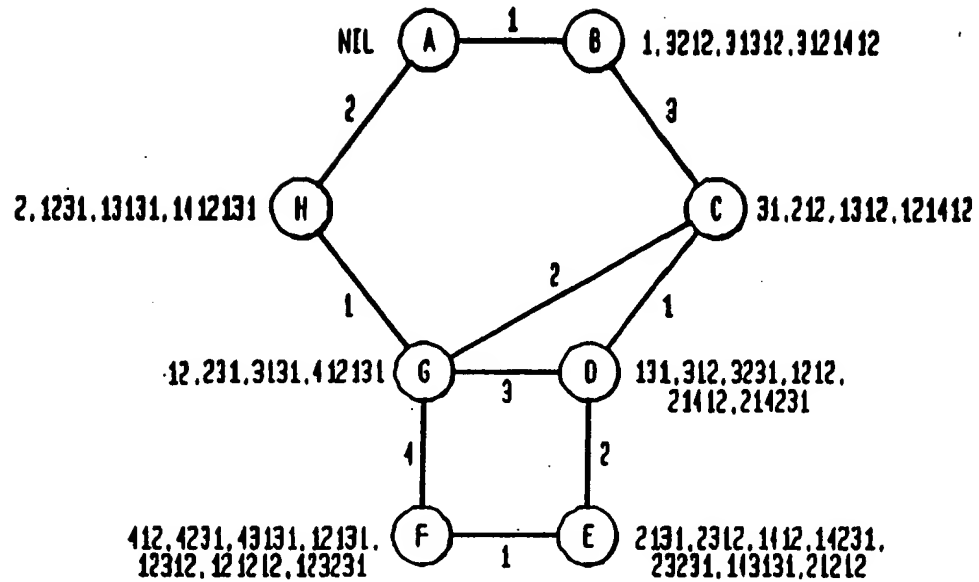 1
NIL A B 1,3212,31312,3121412
2 3
2,1231,13131,1412131 H C 31,212,1312,121412
2
1 1
12,231,3131,412131 G D 131,312,3231,1212,
3 21412,214231
4 2
412,4231,43131,12131, F E 2131,2312,1412,14231,
12312,121212,123231 1 23231,143131,21212